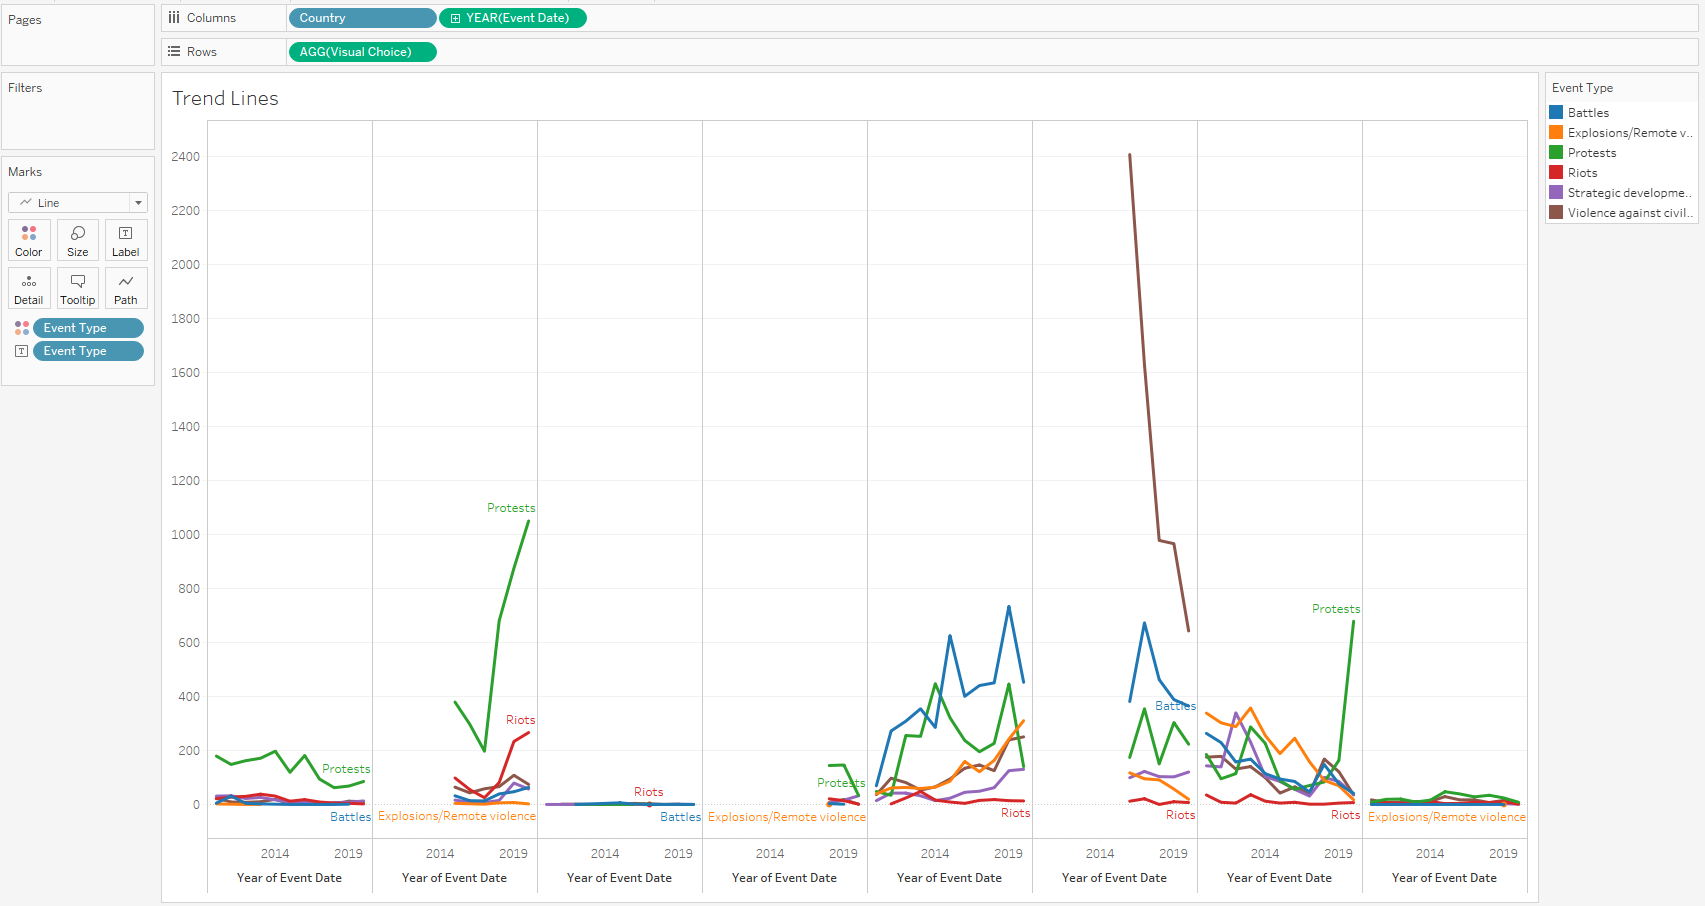 Pages
Columns
Country
YEAR(Event Date)
Rows
AGG(Visual Choice)
Filters
Marks
Line
Color
Size
Label
Detail
Tooltip
Path
Event Type
Event Type
Trend Lines
2400
2200
2000
1800
1600
1400
1200
1000
800
600
400
200
0
Protests
Battles
Protests
Riots
Explosions/Remote violence
Riots
Battles
Protests
Explosions/Remote violence
Riots
Battles
Riots
Protests
Riots
Explosions/Remote violence
2014 2019
2014 2019
2014 2019
2014 2019
2014 2019
2014 2019
2014 2019
2014 2019
Year of Event Date
Year of Event Date
Year of Event Date
Year of Event Date
Year of Event Date
Year of Event Date
Year of Event Date
Year of Event Date
Event Type
Battles
Explosions/Remote v..
Protests
Riots
Strategic developme..
Violence against civil..